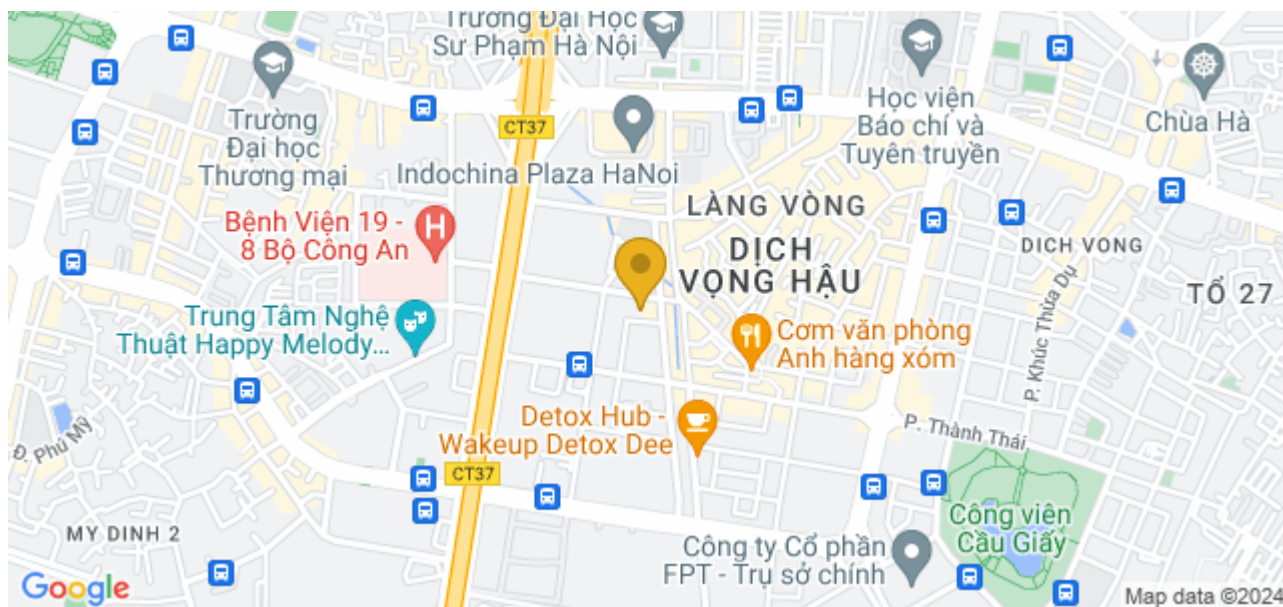 Trường Đại Học
Sư Phạm Hà Nội
CT37
Trường
Đại học
Thương mại
Indochina Plaza HaNoi
Học viện
Báo chí và
Tuyên truyền
Chùa Hà
LÀNG VÒNG
DỊCH
VỌNG HẬU
DICH VONG
TỔ 27
Bệnh Viện 19 -
8 Bộ Công An
H
Trung Tâm Nghệ
Thuật Happy Melody...
Cơm văn phòng
Anh hàng xóm
P. Khúc Thừa Dụ
Detox Hub -
Wakeup Detox Dee
P. Thành Thái
Đ. Phú Mỹ
CT37
MY DINH 2
Công viên
Cầu Giấy
Công ty Cổ phần
FPT - Trụ sở chính
Google
Map data ©2024